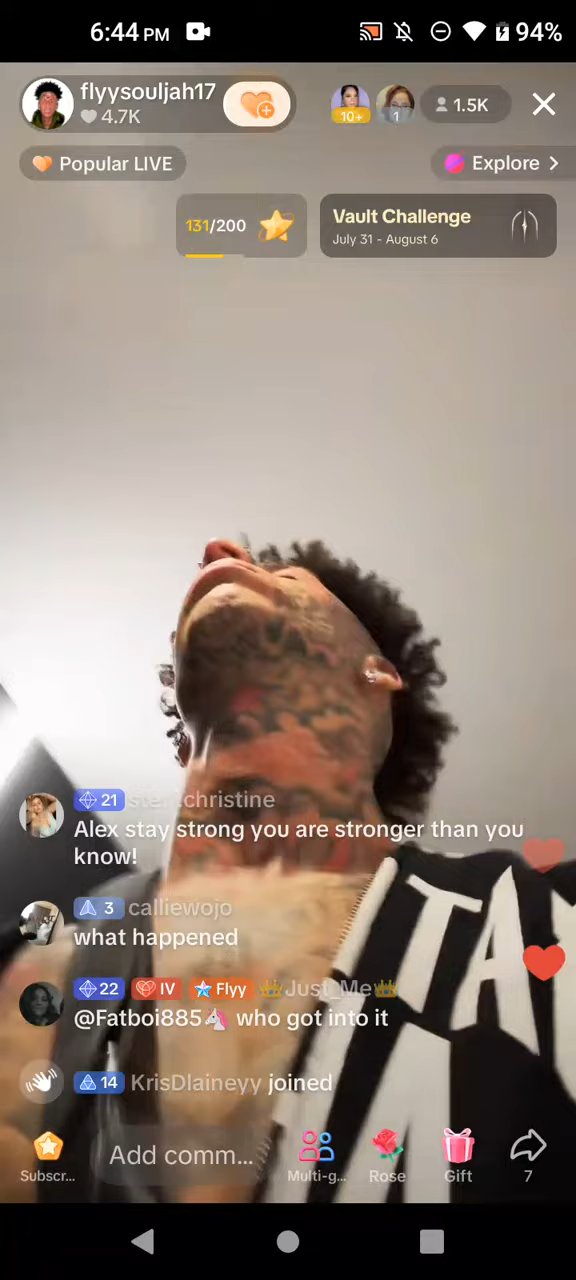 6:44 PM
94%
flyysouljah17
4.7K
10+
1
1.5K
Popular LIVE
Explore >
131/200
Vault Challenge
July 31 - August 6
21
christine
Alex stay strong you are stronger than you
know!
3 calliewojo
what happened
22 IV Flyy Just_Me
@Fatboi885🦄 who got into it
14 KrisDlaineyy joined
Subscr...
Add comm...
Multi-g...
Rose
Gift
7
TA